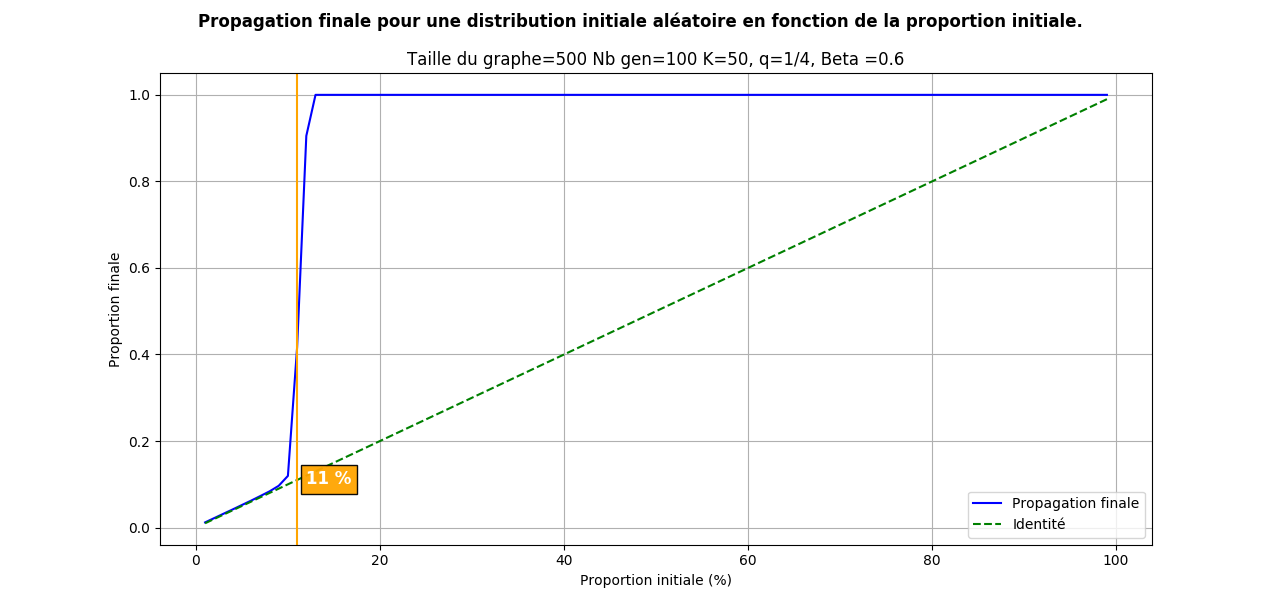 Propagation finale pour une distribution initiale aléatoire en fonction de la proportion initiale.
Taille du graphe=500 Nb gen=100 K=50, q=1/4, Beta =0.6
Proportion finale
1.0
0.8
0.6
0.4
0.2
0.0
11 %
Propagation finale
Identité
0
20
40
60
80
100
Proportion initiale (%)